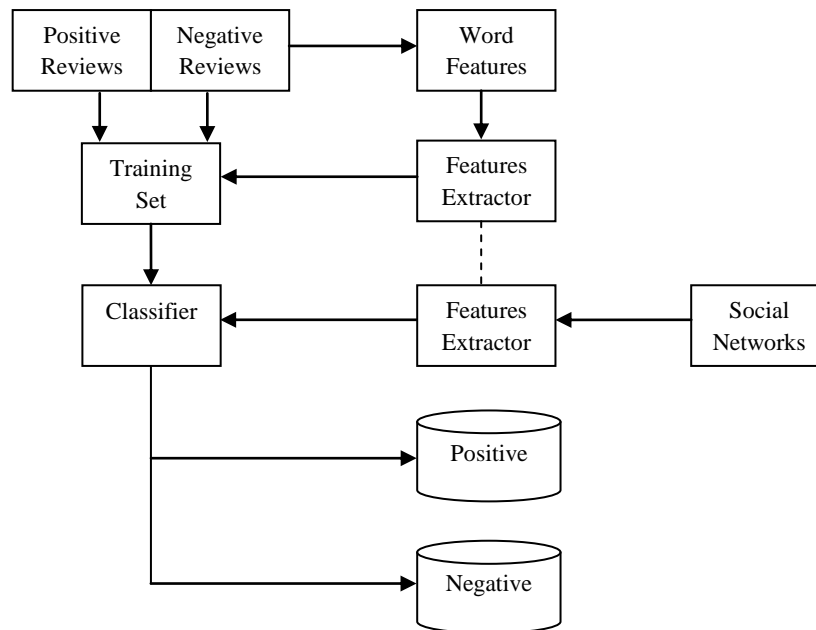 Positive
Reviews
Negative
Reviews
Word
Features
Training
Set
Features
Extractor
Classifier
Features
Extractor
Social
Networks
Positive
Negative